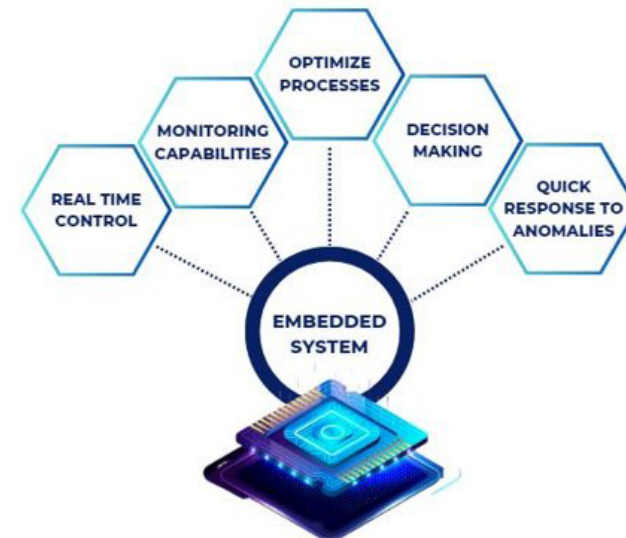 OPTIMIZE
PROCESSES
MONITORING
CAPABILITIES
DECISION
MAKING
REAL TIME
CONTROL
QUICK
RESPONSE TO
ANOMALIES
EMBEDDED
SYSTEM